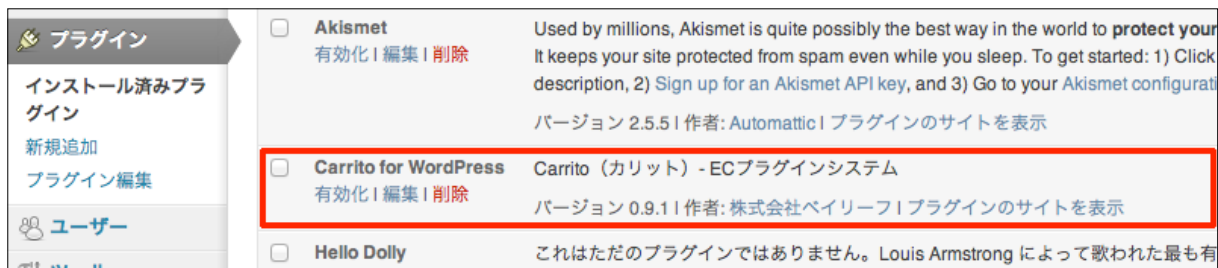 プラグイン
インストール済みプラ
グイン
新規追加
プラグイン編集
ユーザー
Akismet
有効化 | 編集 | 削除
Used by millions, Akismet is quite possibly the best way in the world to protect your
It keeps your site protected from spam even while you sleep. To get started: 1) Click
description, 2) Sign up for an Akismet API key, and 3) Go to your Akismet configurati
バージョン 2.5.5 | 作者: Automattic | プラグインのサイトを表示
Carrito for WordPress
有効化 | 編集 | 削除
Carrito（カリット）- ECプラグインシステム
バージョン 0.9.1 | 作者: 株式会社ベイリーフ | プラグインのサイトを表示
Hello Dolly
これはただのプラグインではありません。Louis Armstrong によって歌われた最も有